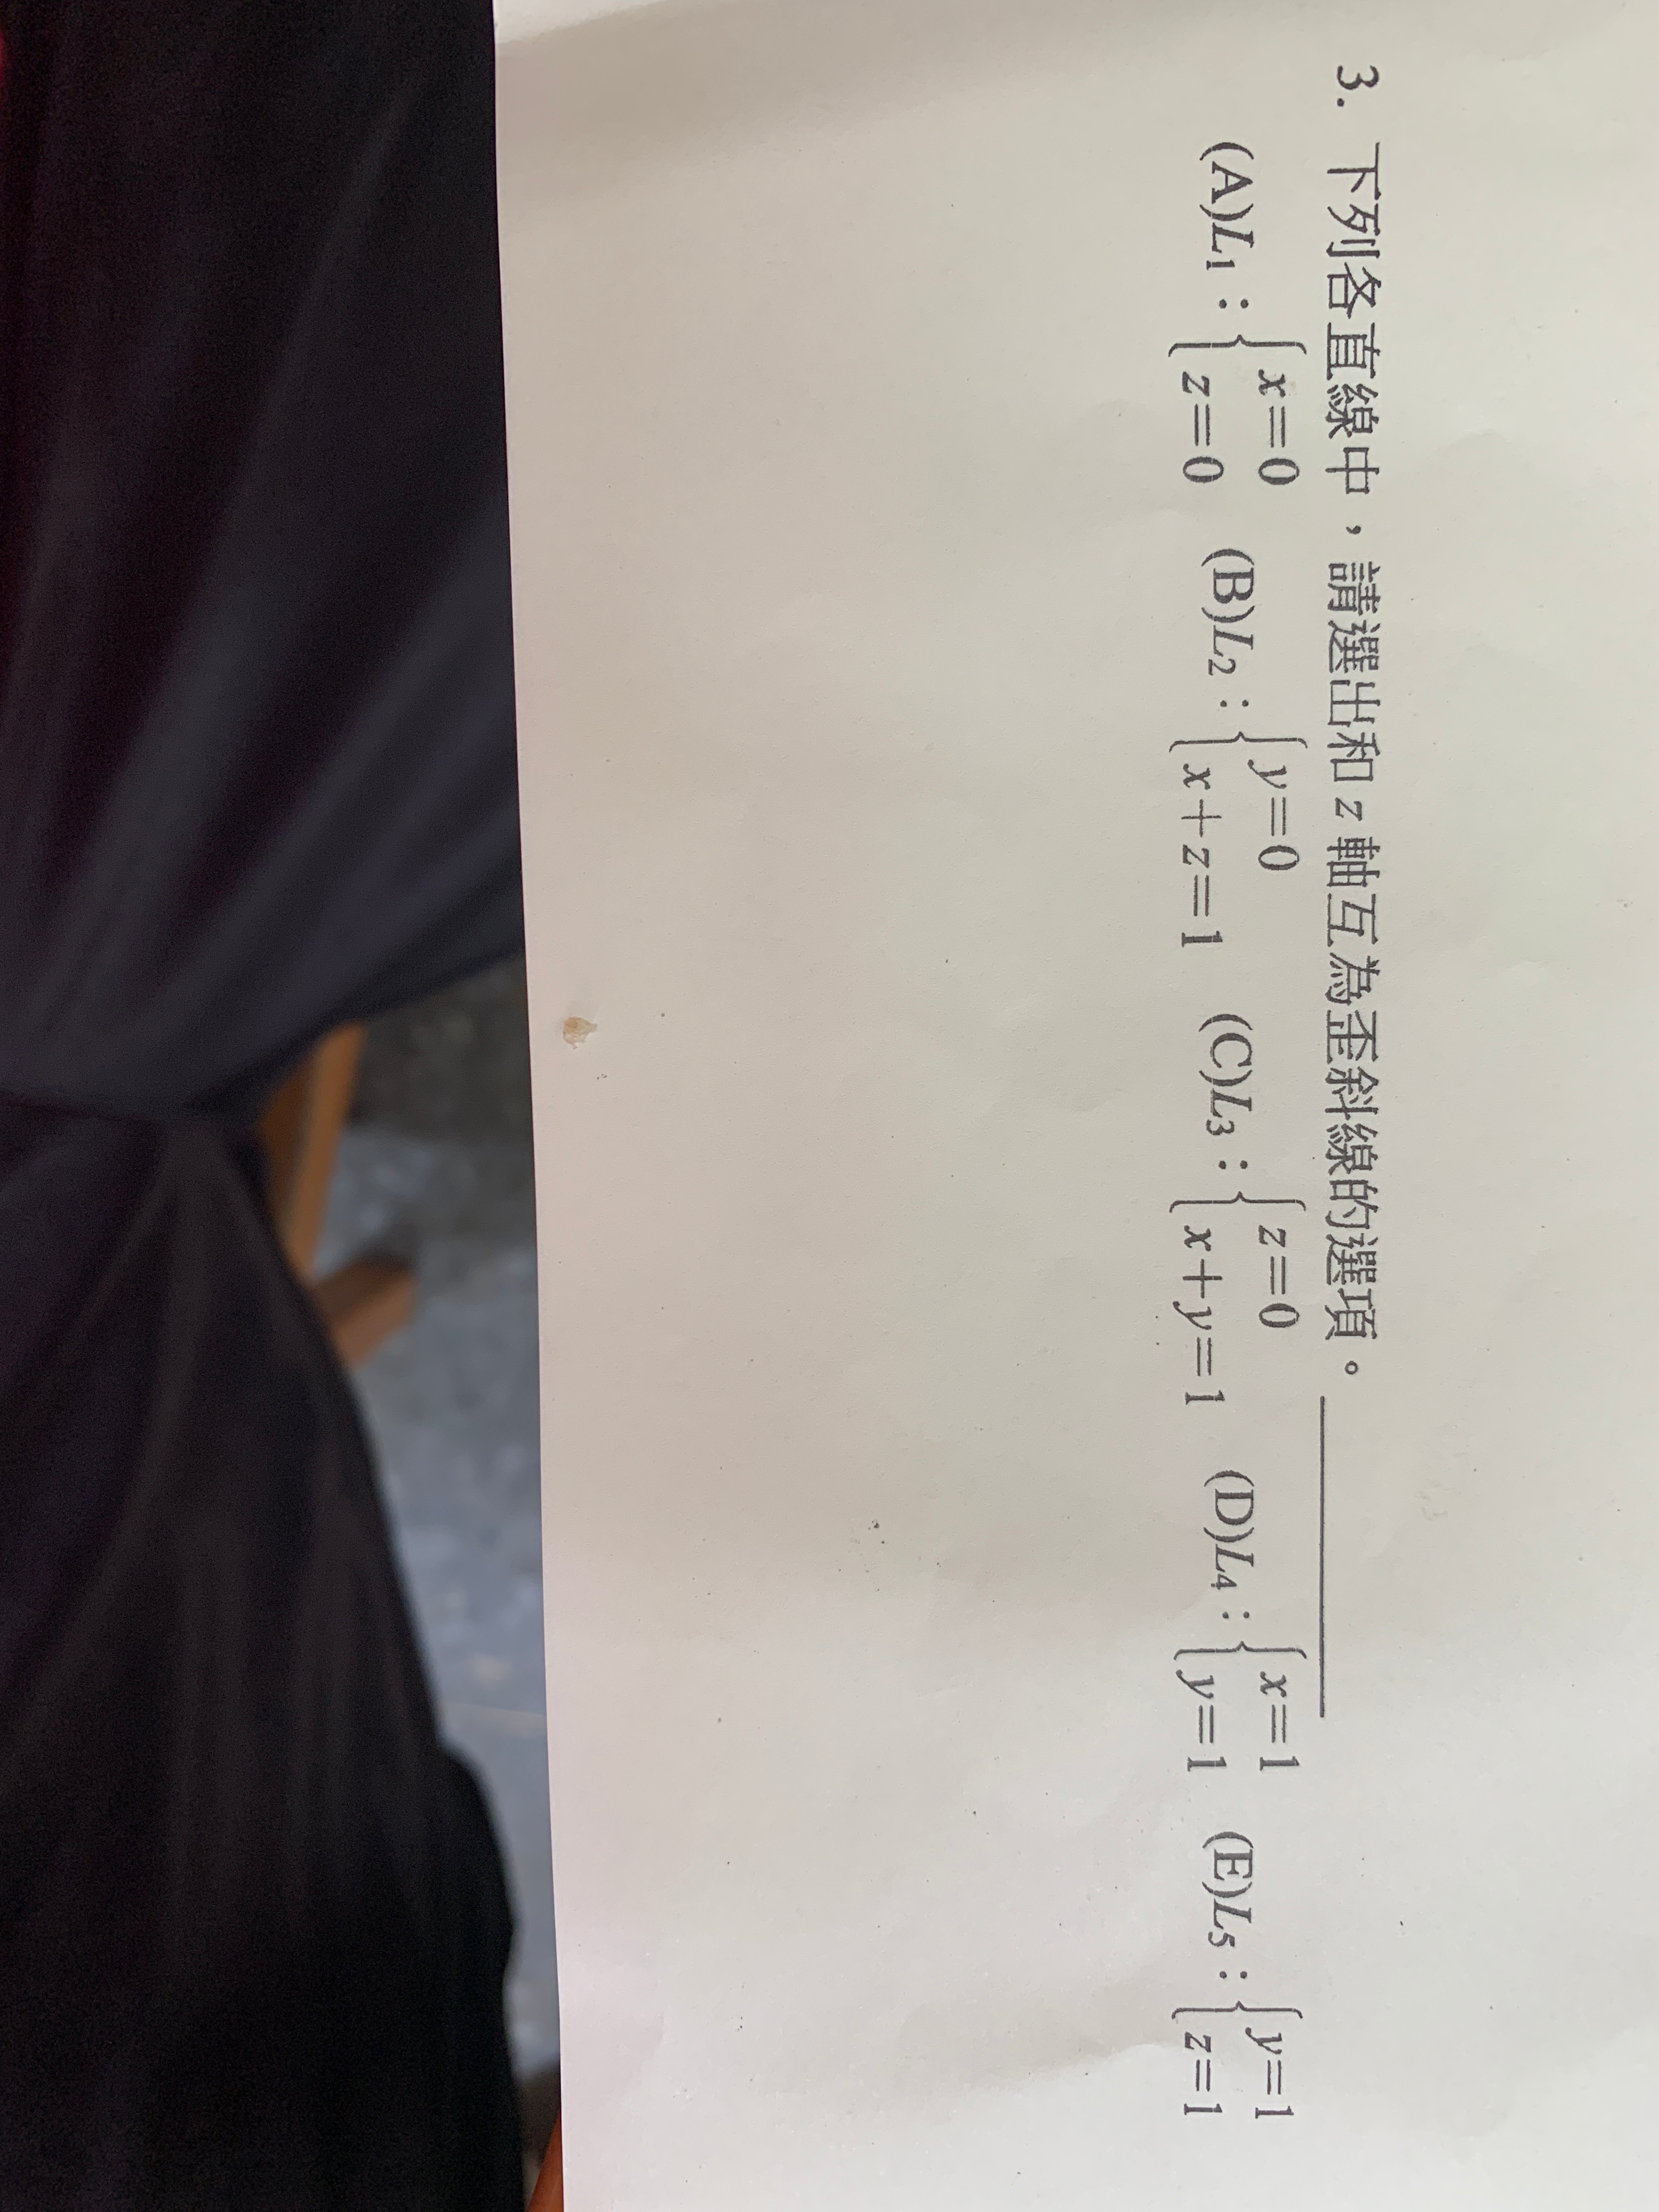 3. 下列各直線中，請選出和 z 軸互為歪斜線的選項。________
(A)L₁：{x=0, z=0 (B)L₂：{y=0, x+z=1 (C)L₃：{z=0, x+y=1 (D)L₄：{x=1, y=1 (E)L₅：{y=1, z=1